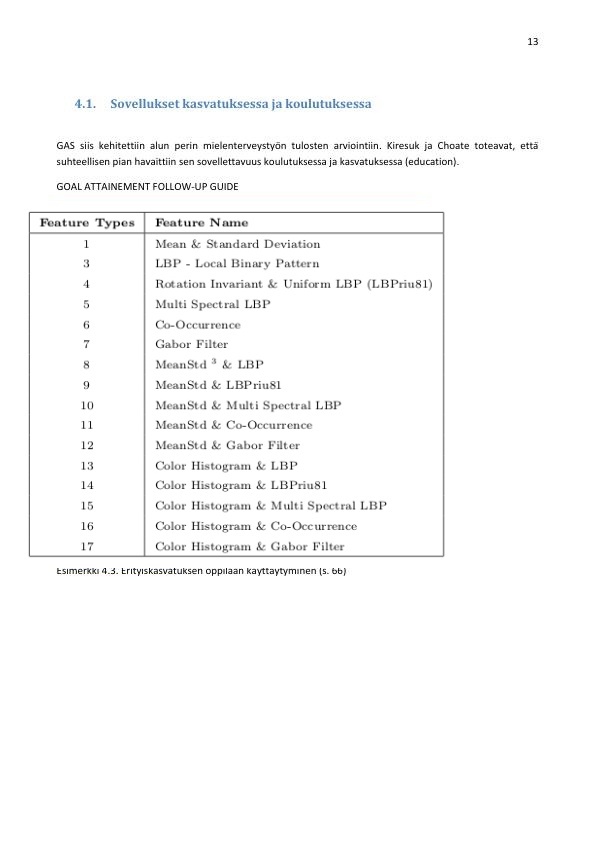 13
4.1. Sovellukset kasvatuksessa ja koulutuksessa
GAS siis kehitettiin alun perin mielenterveystyön tulosten arviointiin. Kiresuk ja Choate toteavat, että
suhteellisen pian havaittiin sen sovellettavuus koulutuksessa ja kasvatuksessa (education).
GOAL ATTAINEMENT FOLLOW-UP GUIDE
Feature Types Feature Name
1 Mean & Standard Deviation
3 LBP - Local Binary Pattern
4 Rotation Invariant & Uniform LBP (LBPriu81)
5 Multi Spectral LBP
6 Co-Occurrence
7 Gabor Filter
8 MeanStd ³ & LBP
9 MeanStd & LBPriu81
10 MeanStd & Multi Spectral LBP
11 MeanStd & Co-Occurrence
12 MeanStd & Gabor Filter
13 Color Histogram & LBP
14 Color Histogram & LBPriu81
15 Color Histogram & Multi Spectral LBP
16 Color Histogram & Co-Occurrence
17 Color Histogram & Gabor Filter
Esimerkki 4.3. Erityiskasvatuksen oppilaan käyttäytyminen (s. 66)